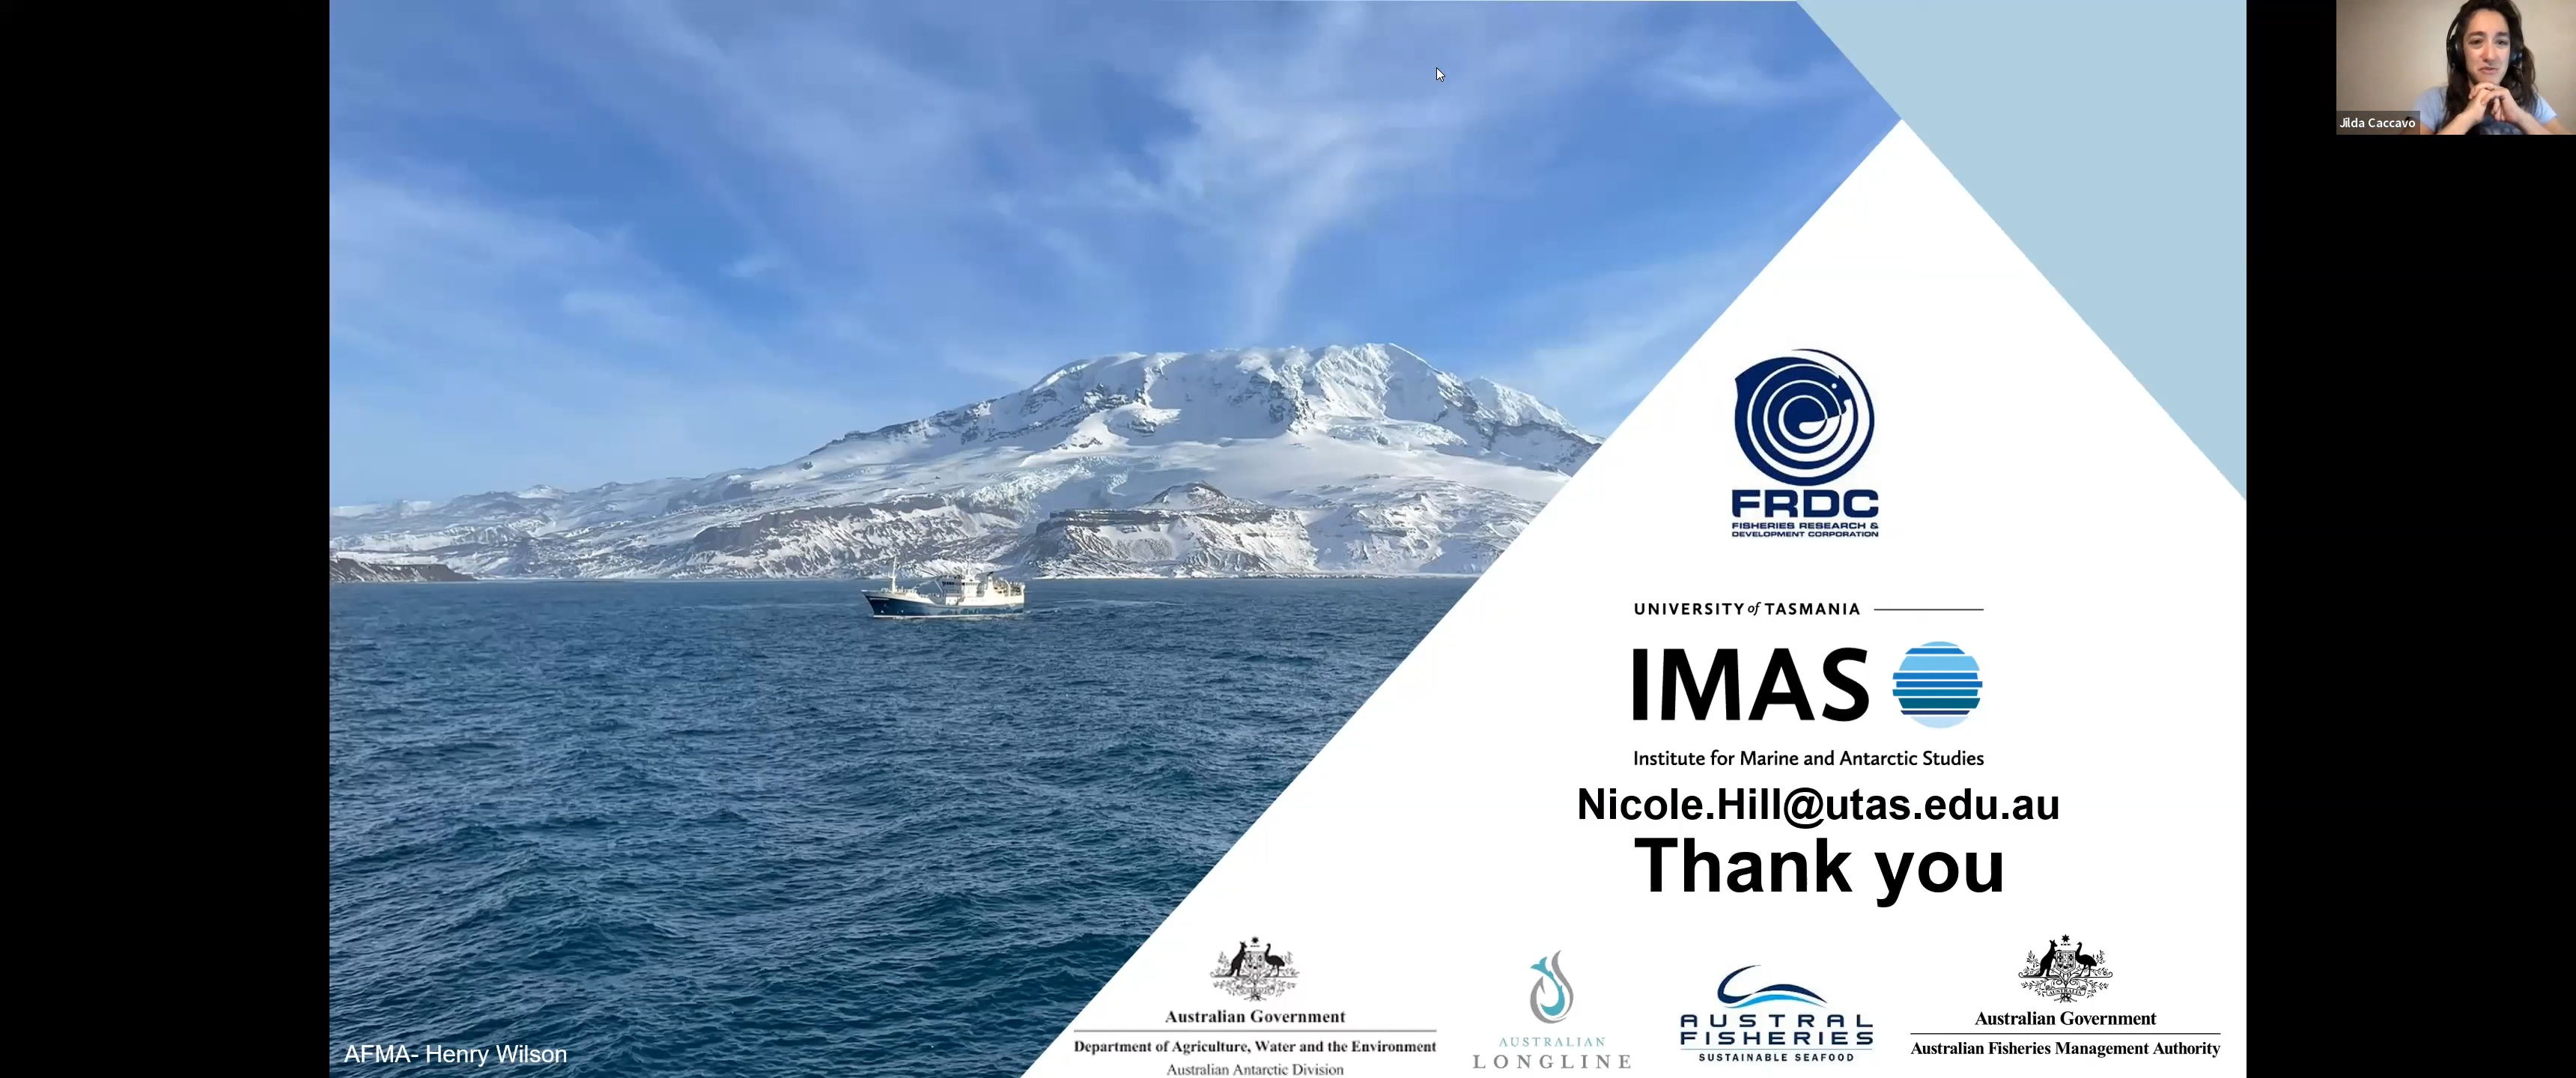 Jilda Caccavo
FRDC
FISHERIES RESEARCH &
DEVELOPMENT CORPORATION
UNIVERSITY of TASMANIA
IMAS
Institute for Marine and Antarctic Studies
Nicole.Hill@utas.edu.au
Thank you
Australian Government
Department of Agriculture, Water and the Environment
Australian Antarctic Division
AUSTRALIAN
LONGLINE
AUSTRAL
FISHERIES
SUSTAINABLE SEAFOOD
Australian Government
Australian Fisheries Management Authority
AFMA- Henry Wilson